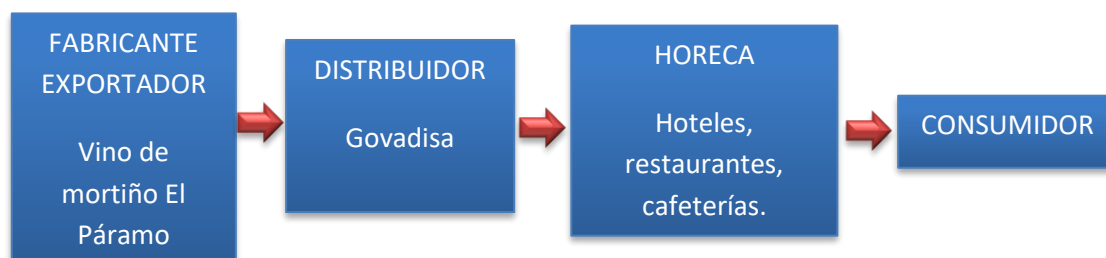 FABRICANTE
EXPORTADOR
Vino de
mortiño El
Páramo
DISTRIBUIDOR
Govadisa
HORECA
Hoteles,
restaurantes,
cafeterías.
CONSUMIDOR